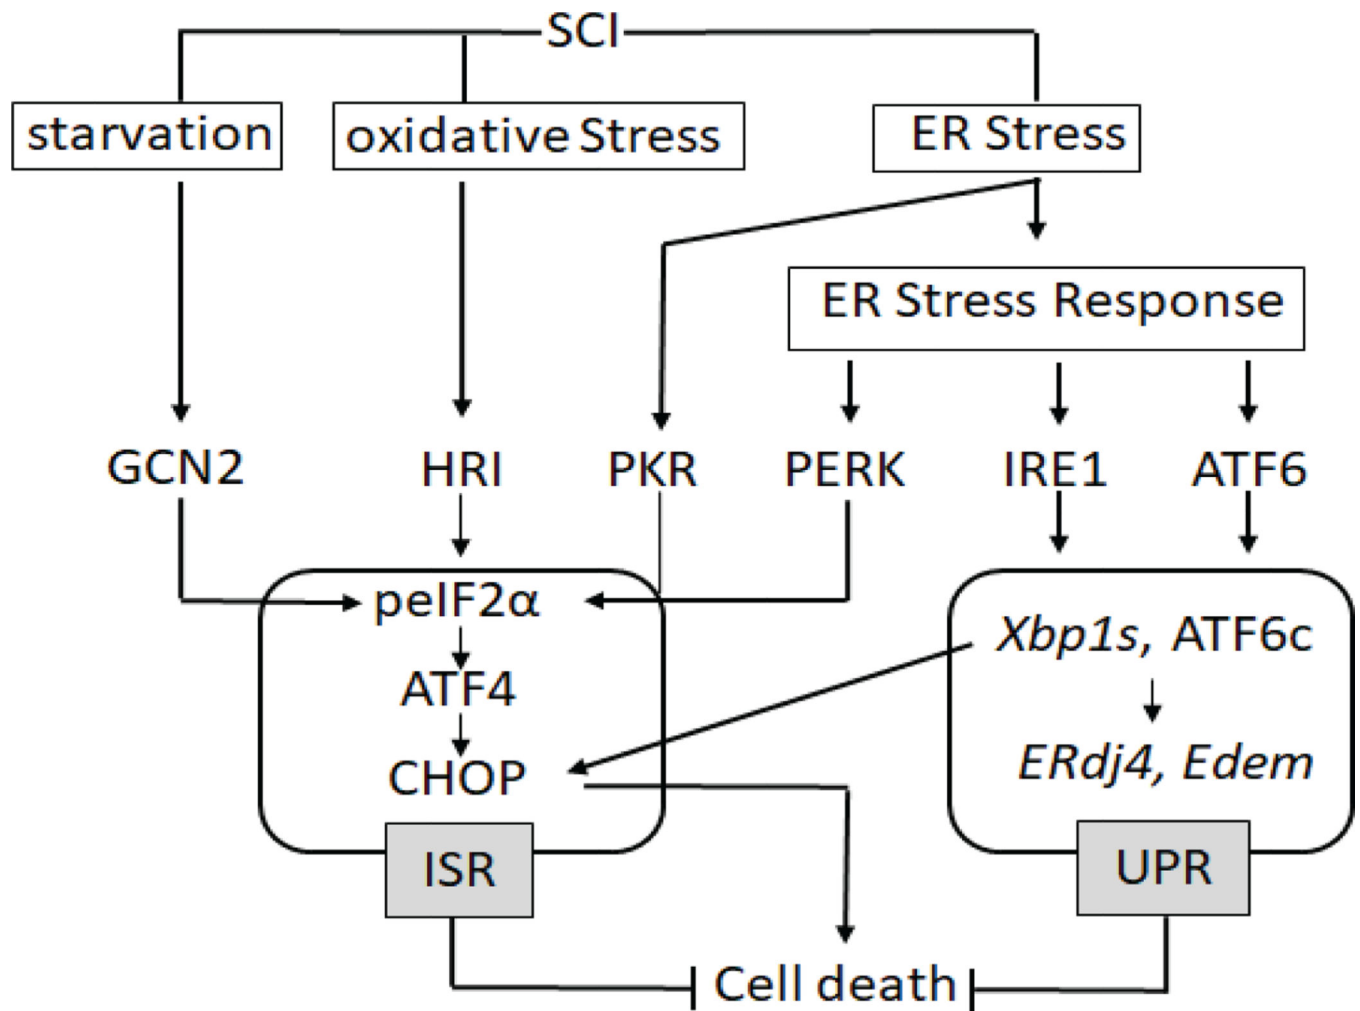 SCI
starvation
oxidative Stress
ER Stress
ER Stress Response
GCN2 HRI PKR PERK IRE1 ATF6
peIF2α
Xbp1s, ATF6c
ATF4
CHOP
ERdj4, Edem
ISR
UPR
Cell death